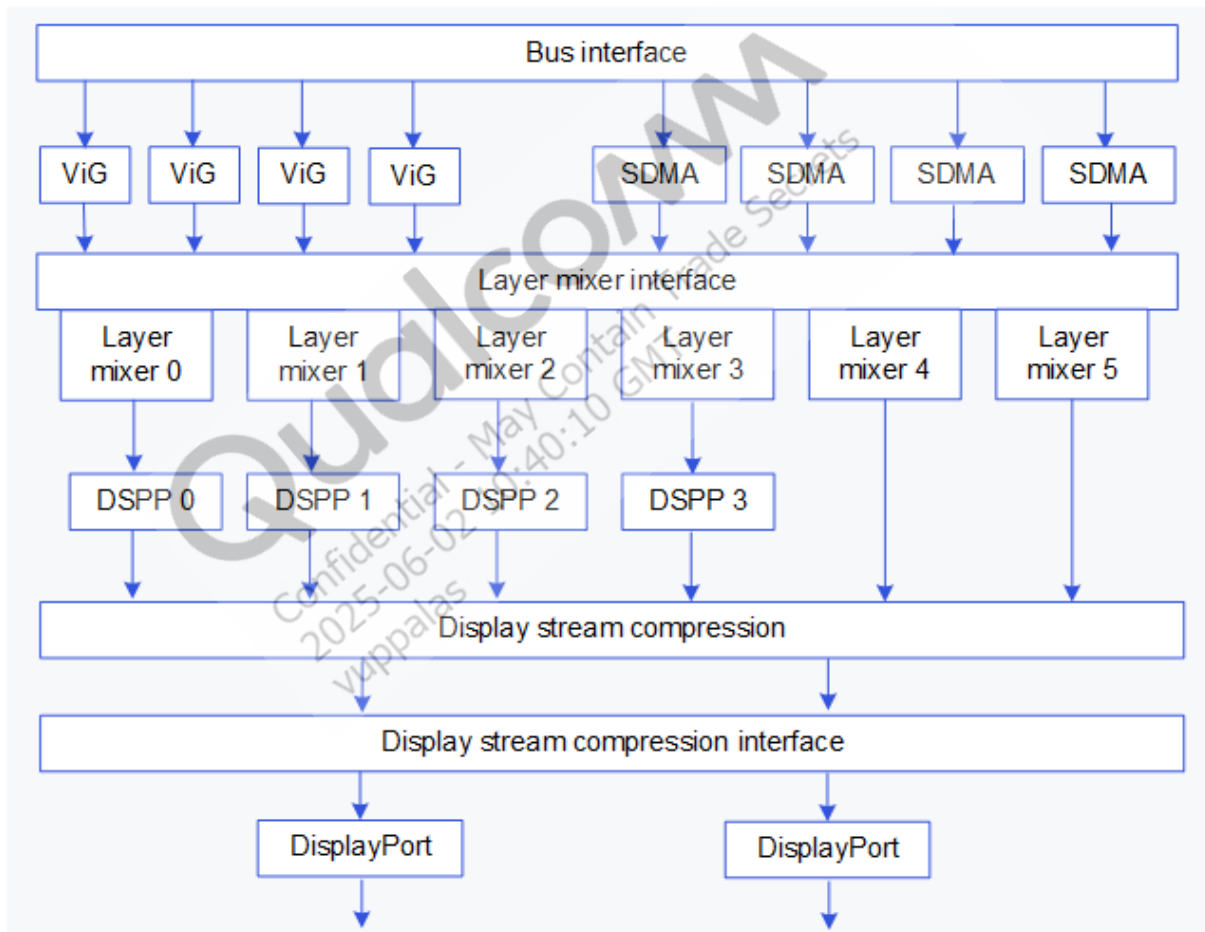 Bus interface
ViG ViG ViG ViG SDMA SDMA SDMA SDMA
Layer mixer interface
Layer mixer 0
Layer mixer 1
Layer mixer 2
Layer mixer 3
Layer mixer 4
Layer mixer 5
DSPP 0 DSPP 1 DSPP 2 DSPP 3
Display stream compression
Display stream compression interface
DisplayPort DisplayPort
Qualcomm
Confidential - May Contain Trade Secrets
2025-06-02 10:40:10 GMT
vuppalas